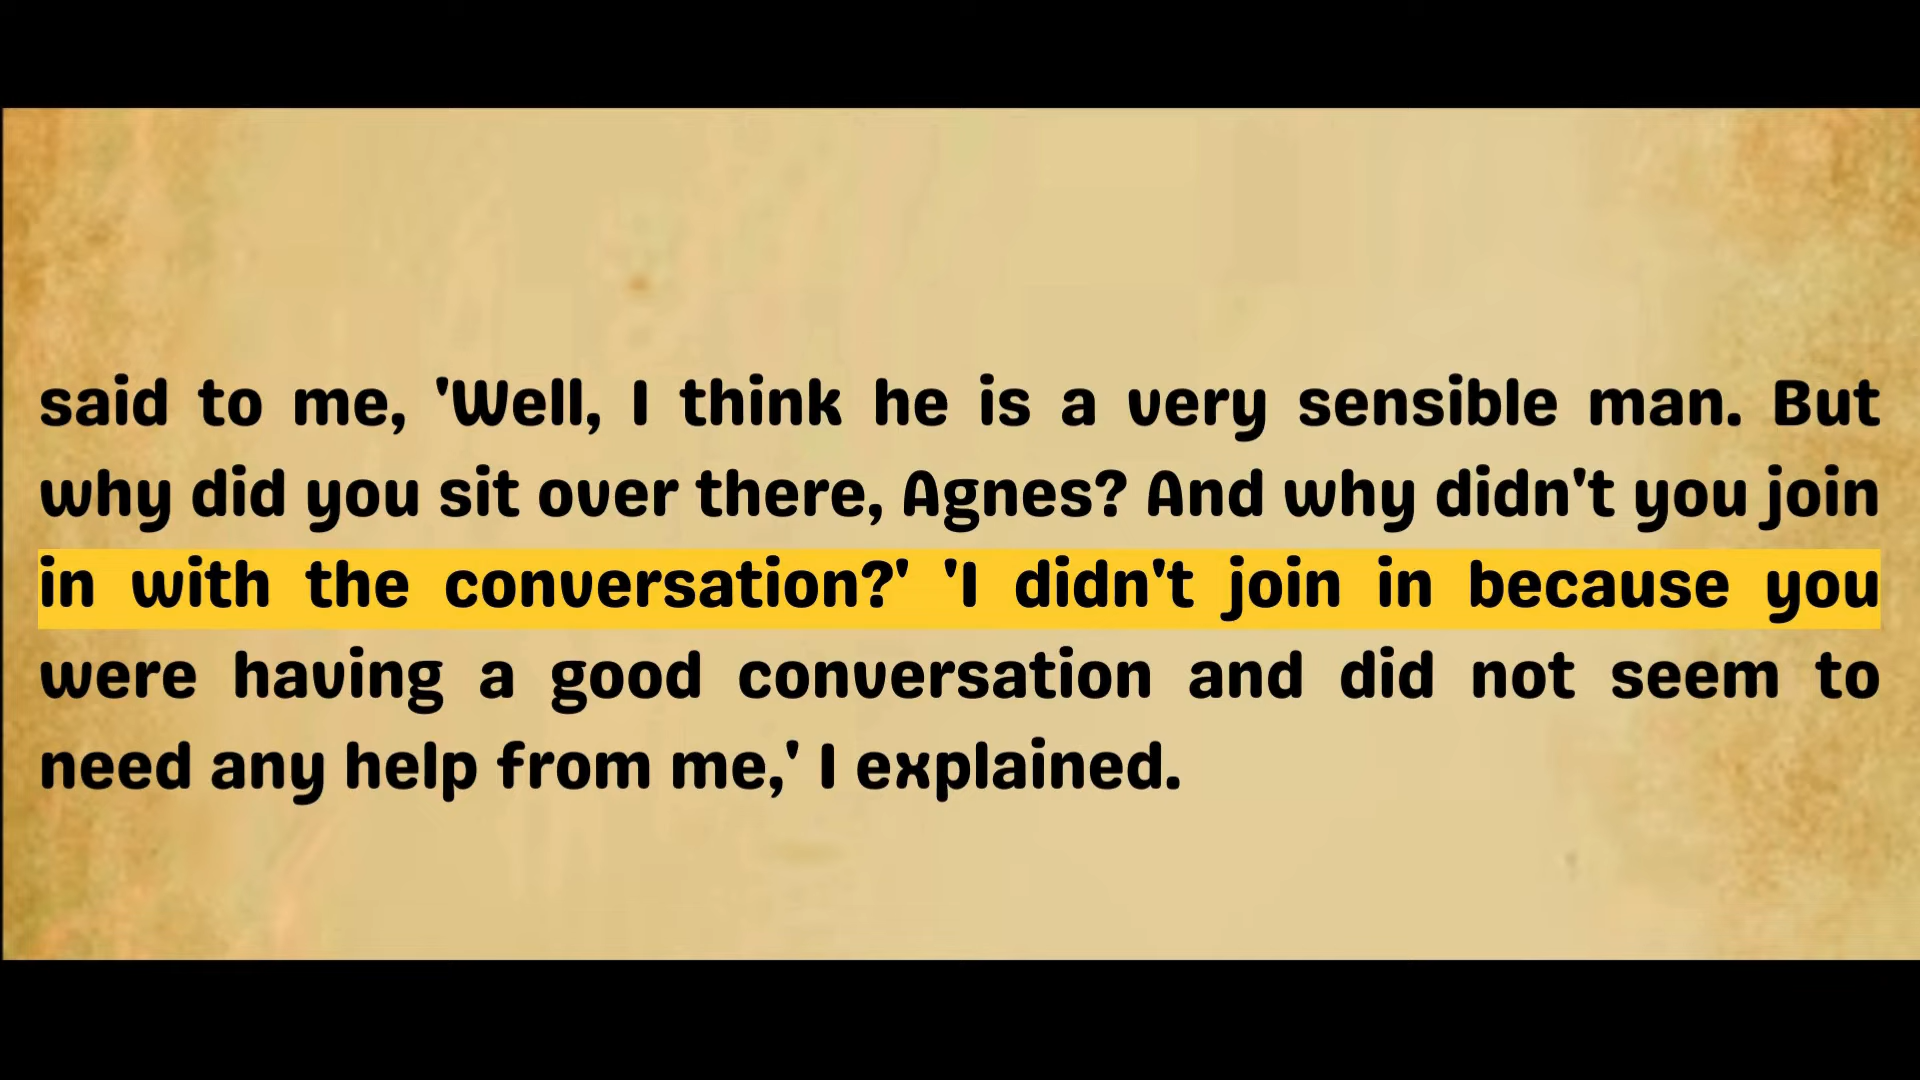 said to me, 'Well, I think he is a very sensible man. But
why did you sit over there, Agnes? And why didn't you join
in with the conversation?' 'I didn't join in because you
were having a good conversation and did not seem to
need any help from me,' I explained.